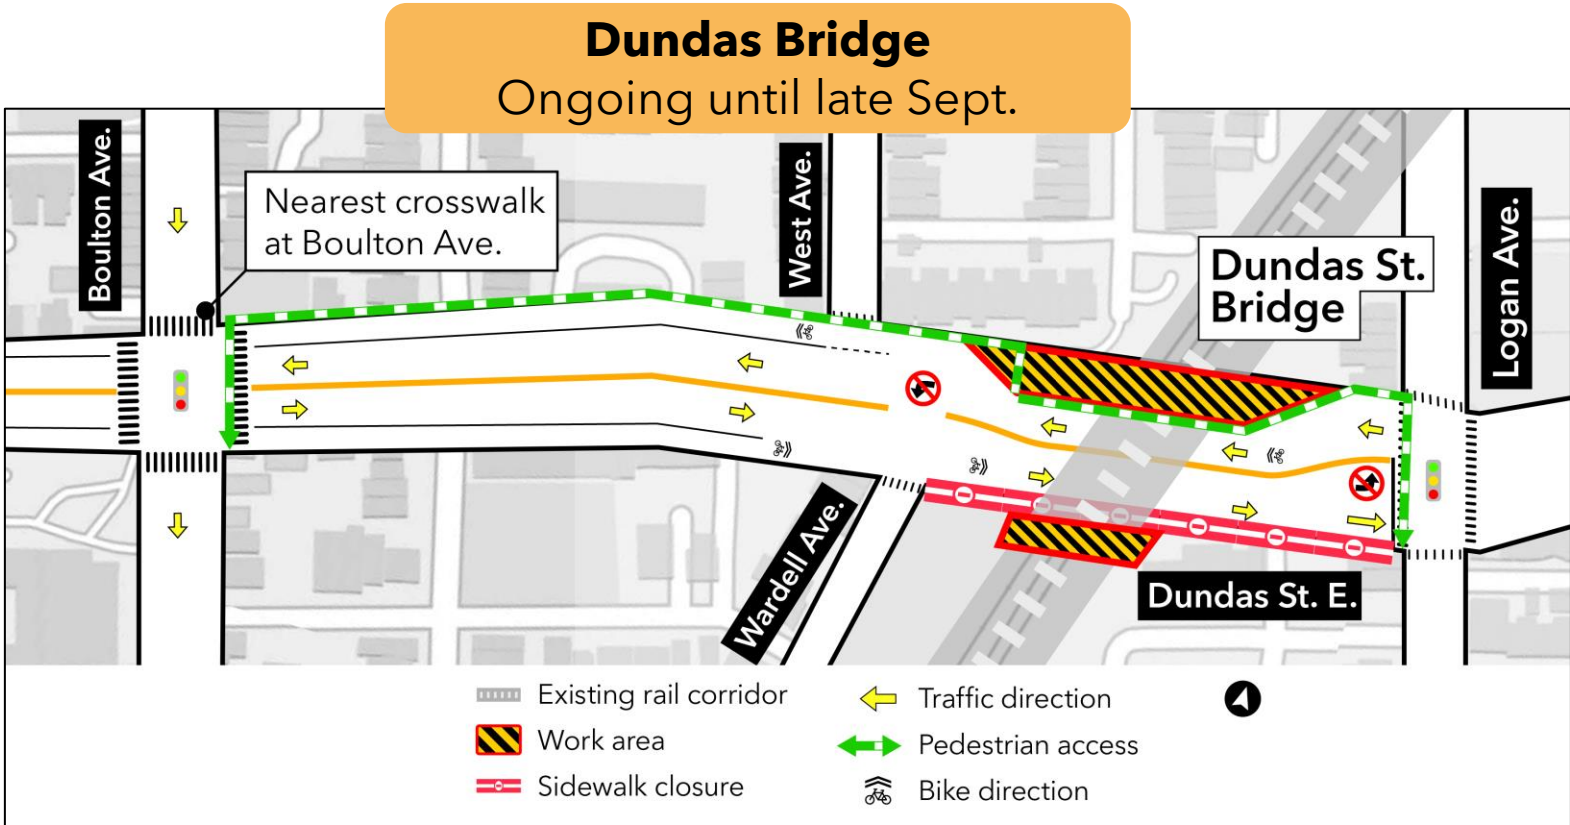 Dundas Bridge
Ongoing until late Sept.
Boulton Ave.
Nearest crosswalk
at Boulton Ave.
West Ave.
Dundas St.
Bridge
Logan Ave.
Wardell Ave.
Dundas St. E.
Existing rail corridor
Work area
Sidewalk closure
Traffic direction
Pedestrian access
Bike direction